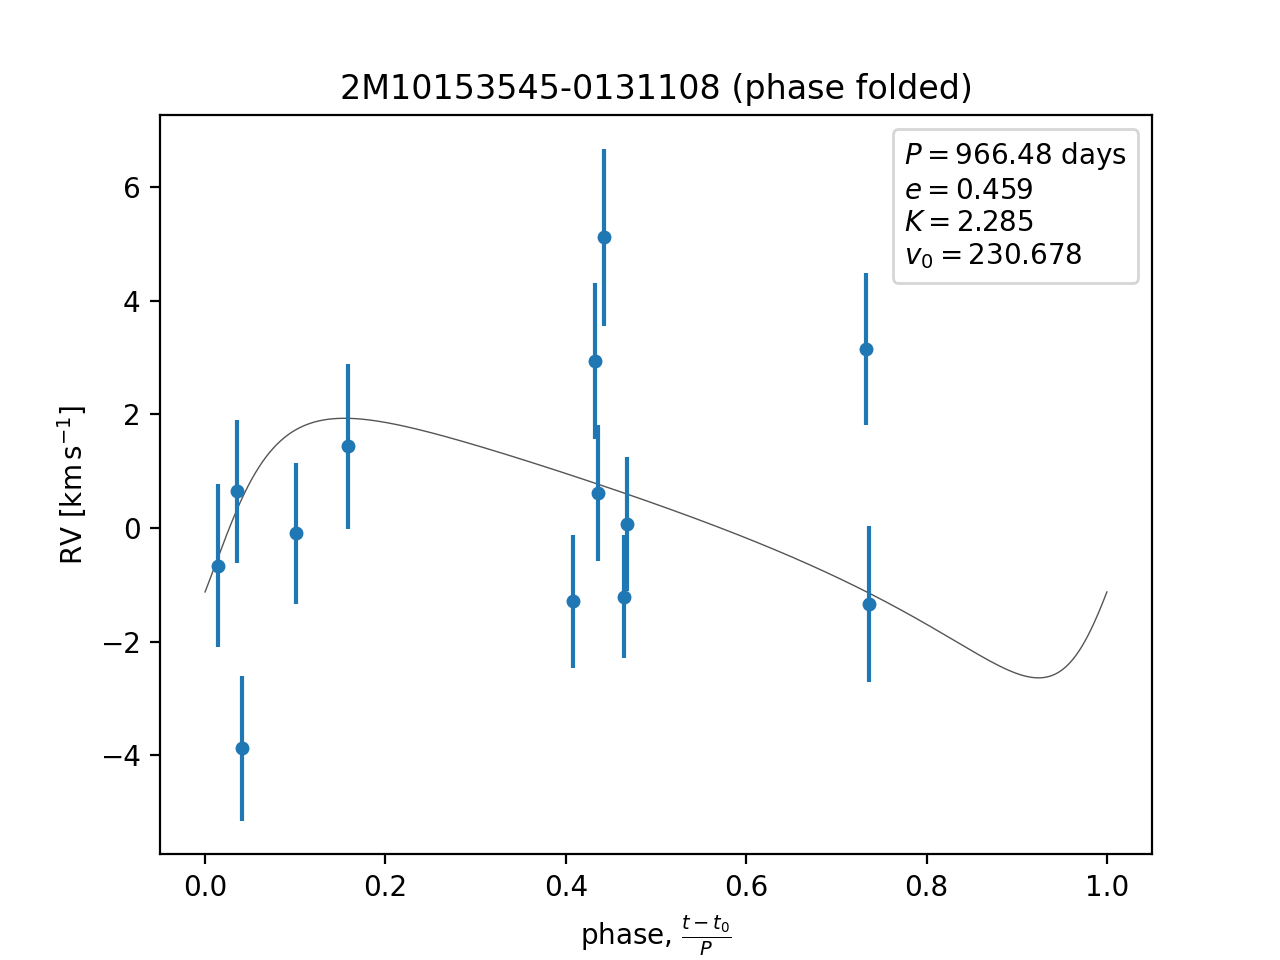 2M10153545-0131108 (phase folded)
P = 966.48 days
e = 0.459
K = 2.285
v₀ = 230.678
RV [km s⁻¹]
6
4
2
0
−2
−4
0.0 0.2 0.4 0.6 0.8 1.0
phase, (t − t₀)/P